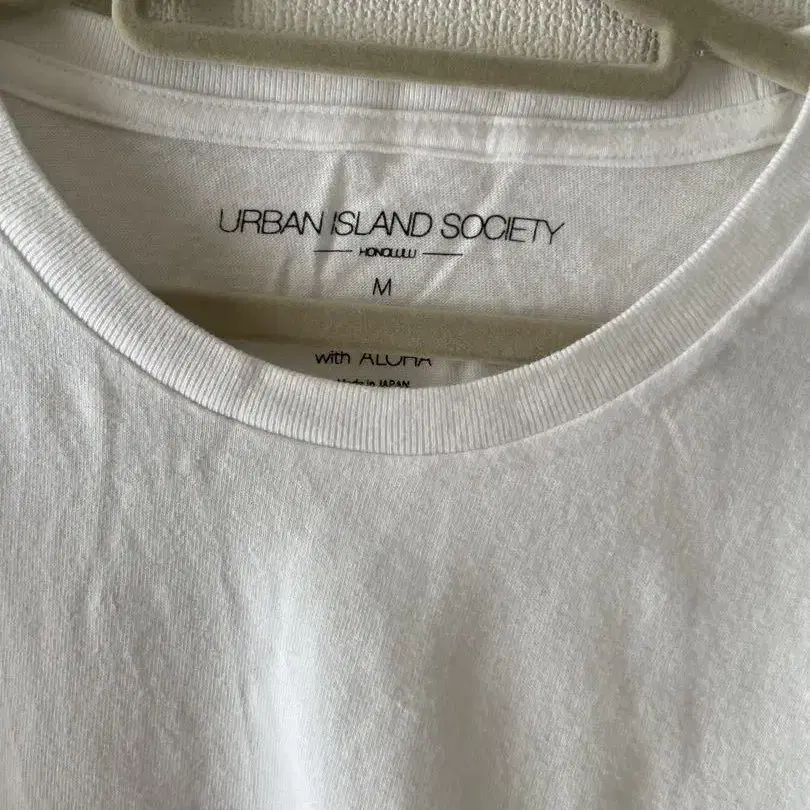 URBAN ISLAND SOCIETY
HONOLULU
M
with ALOHA
Made in JAPAN